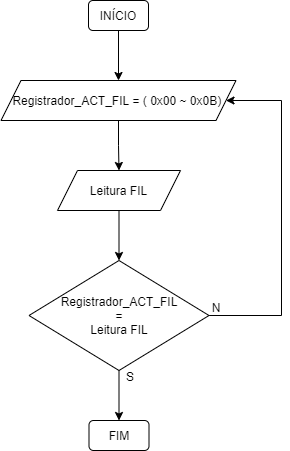 INÍCIO
Registrador_ACT_FIL = ( 0x00 ~ 0x0B)
Leitura FIL
Registrador_ACT_FIL
=
Leitura FIL
N
S
FIM